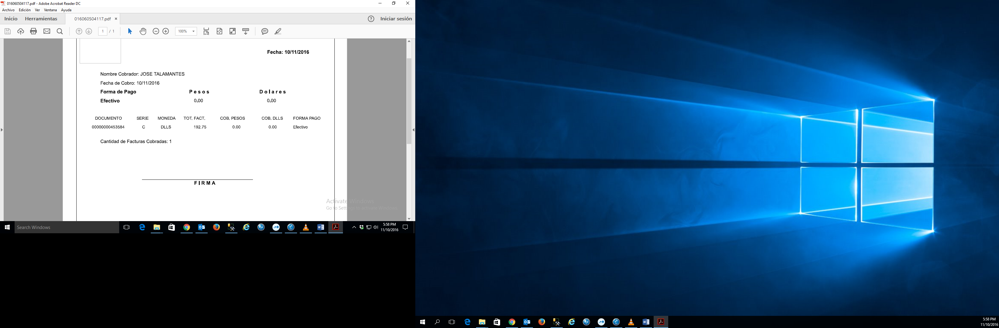 016060504117.pdf - Adobe Acrobat Reader DC
Archivo Edición Ver Ventana Ayuda
Inicio Herramientas 016060504117.pdf × Iniciar sesión
1 / 1 100%
Fecha: 10/11/2016
Nombre Cobrador: JOSE TALAMANTES
Fecha de Cobro: 10/11/2016
Forma de Pago Pesos Dolares
Efectivo 0.00 0.00
DOCUMENTO SERIE MONEDA TOT, FACT, COB, PESOS COB, DLLS FORMA PAGO
00000000453584 C DLLS 192.75 0.00 0.00 Efectivo
Cantidad de Facturas Cobradas: 1
FIRMA
Activate Windows
Go to Settings to activate Windows.
Search Windows
5:58 PM
11/10/2016
5:58 PM
11/10/2016